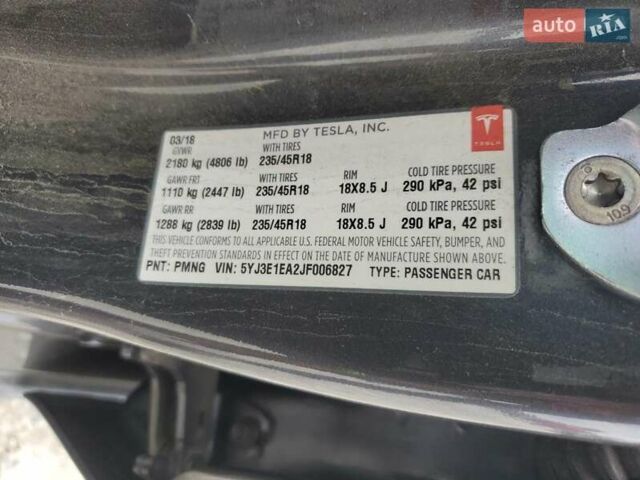 auto RIA
.com
03/18 MFD BY TESLA, INC.
GVWR WITH TIRES
2180 kg (4806 lb) 235/45R18
GAWR FRT WITH TIRES RIM COLD TIRE PRESSURE
1110 kg (2447 lb) 235/45R18 18X8.5 J 290 kPa, 42 psi
GAWR RR WITH TIRES RIM COLD TIRE PRESSURE
1288 kg (2839 lb) 235/45R18 18X8.5 J 290 kPa, 42 psi
THIS VEHICLE CONFORMS TO ALL APPLICABLE U.S. FEDERAL MOTOR VEHICLE SAFETY, BUMPER, AND
THEFT PREVENTION STANDARDS IN EFFECT ON THE DATE OF MANUFACTURE SHOWN ABOVE.
PNT: PMNG VIN: 5YJ3E1EA2JF006827 TYPE: PASSENGER CAR
TESLA
10.9